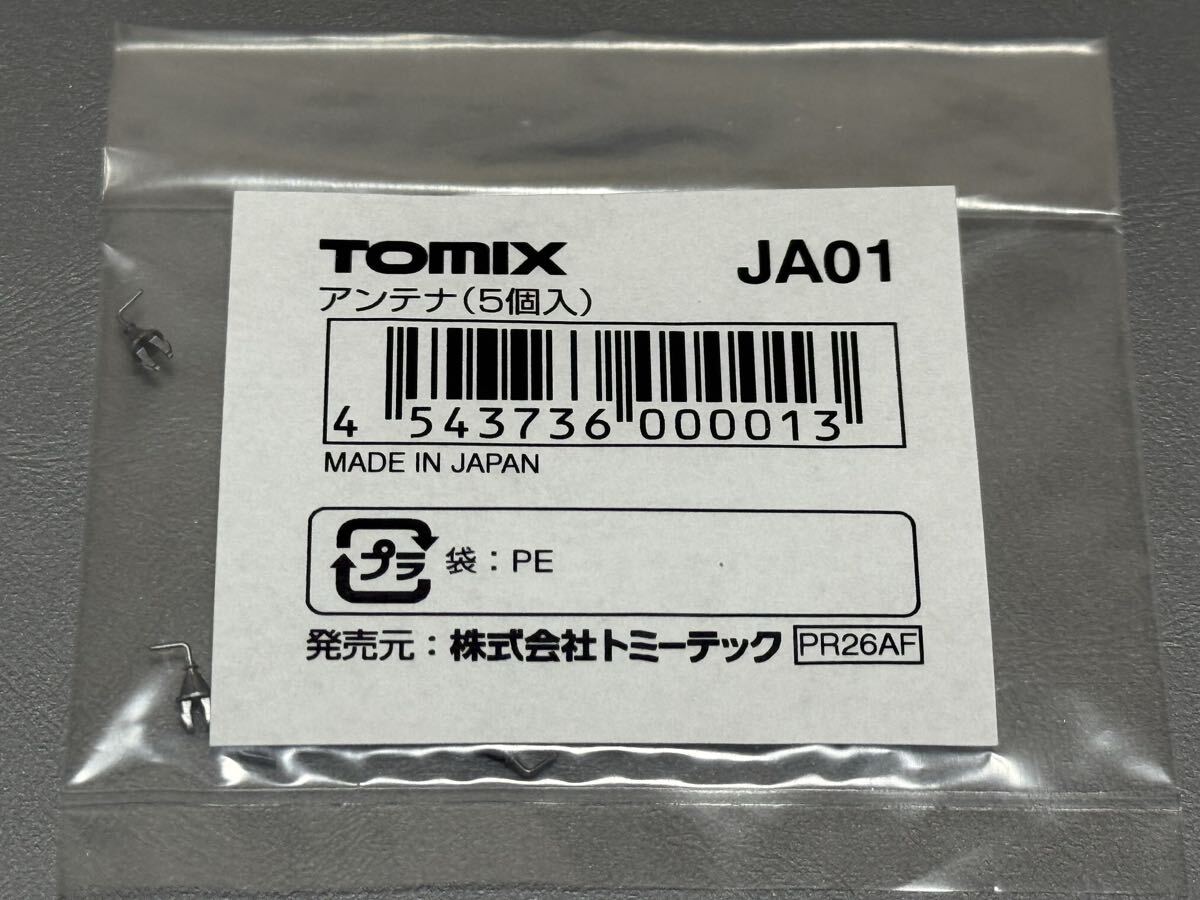 TOMIX JA01
アンテナ(5個入)
4 543736 000013
MADE IN JAPAN
プラ 袋：PE
発売元：株式会社トミーテック PR26AF